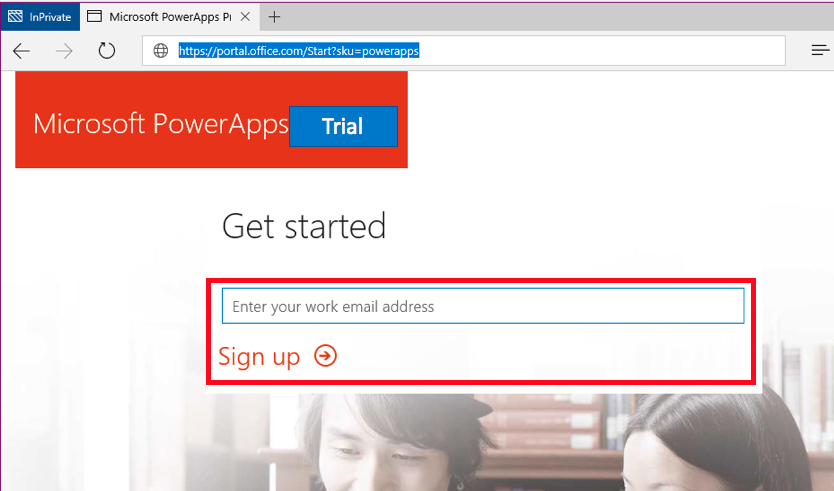 InPrivate
Microsoft PowerApps P
https://portal.office.com/Start?sku=powerapps
Microsoft PowerApps
Trial
Get started
Enter your work email address
Sign up